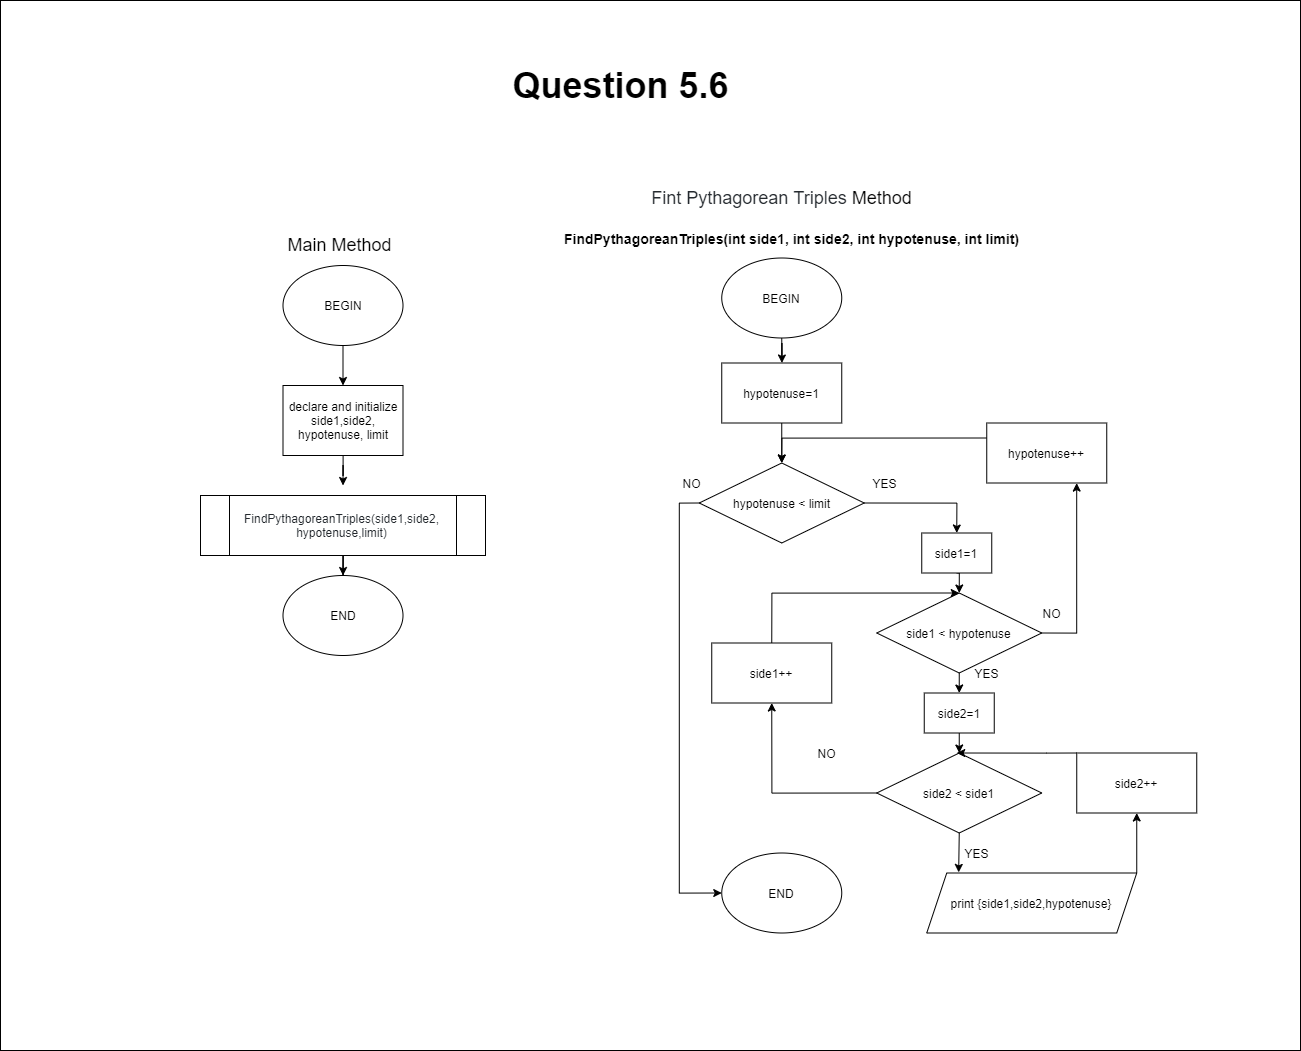 Question 5.6
Main Method
BEGIN
declare and initialize
side1,side2,
hypotenuse, limit
FindPythagoreanTriples(side1,side2,
hypotenuse,limit)
END
Fint Pythagorean Triples Method
FindPythagoreanTriples(int side1, int side2, int hypotenuse, int limit)
BEGIN
hypotenuse=1
hypotenuse++
NO
YES
hypotenuse < limit
side1=1
NO
side1 < hypotenuse
YES
side1++
side2=1
NO
side2 < side1
side2++
YES
END
print {side1,side2,hypotenuse}